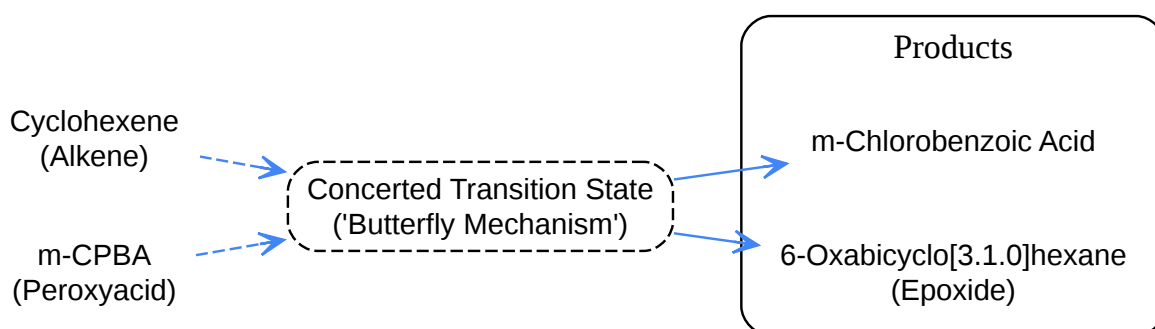 Products
Cyclohexene
(Alkene)
m-Chlorobenzoic Acid
Concerted Transition State
('Butterfly Mechanism')
m-CPBA
(Peroxyacid)
6-Oxabicyclo[3.1.0]hexane
(Epoxide)